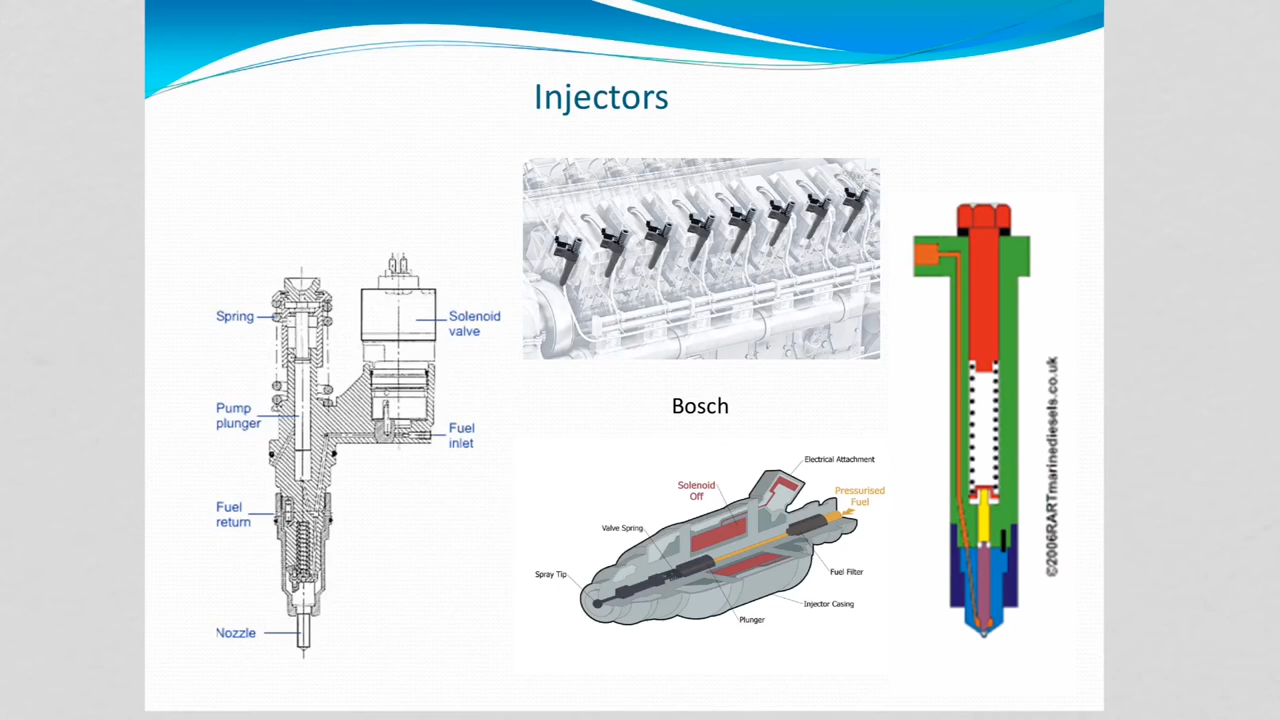 Injectors
Spring
Solenoid
valve
Pump
plunger
Fuel
inlet
Fuel
return
Nozzle
Bosch
Electrical Attachment
Solenoid
Off
Pressurised
Fuel
Valve Spring
Spray Tip
Fuel Filter
Injector Casing
Plunger
©2006RARTmarinediesels.co.uk